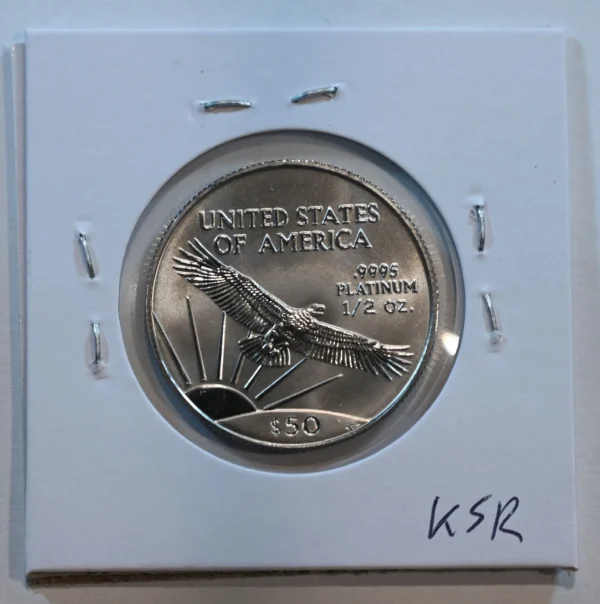 UNITED STATES
OF AMERICA
.9995
PLATINUM
1/2 OZ.
$50
KSR